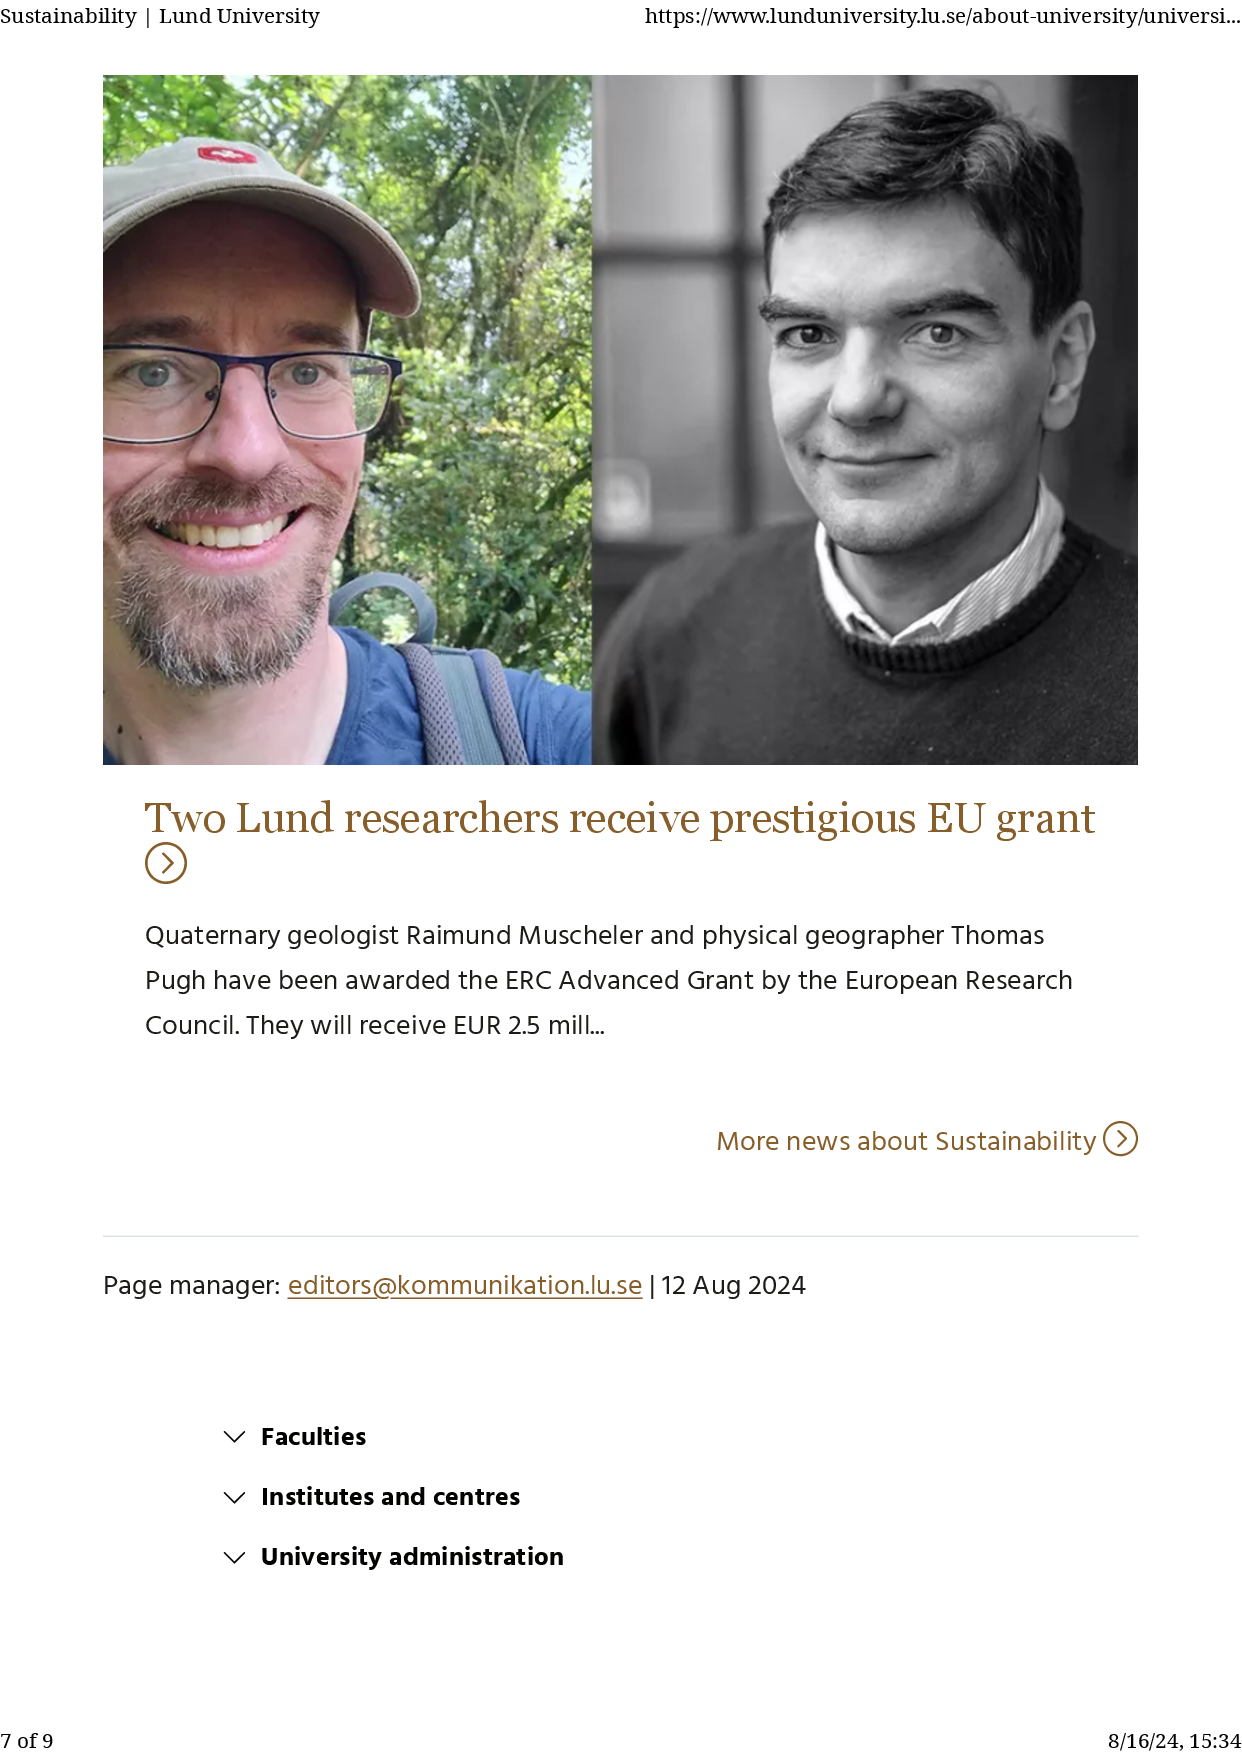 Sustainability | Lund University
https://www.lunduniversity.lu.se/about-university/universi...
Two Lund researchers receive prestigious EU grant
Quaternary geologist Raimund Muscheler and physical geographer Thomas
Pugh have been awarded the ERC Advanced Grant by the European Research
Council. They will receive EUR 2.5 mill...
More news about Sustainability
Page manager: editors@kommunikation.lu.se | 12 Aug 2024
Faculties
Institutes and centres
University administration
7 of 9
8/16/24, 15:34